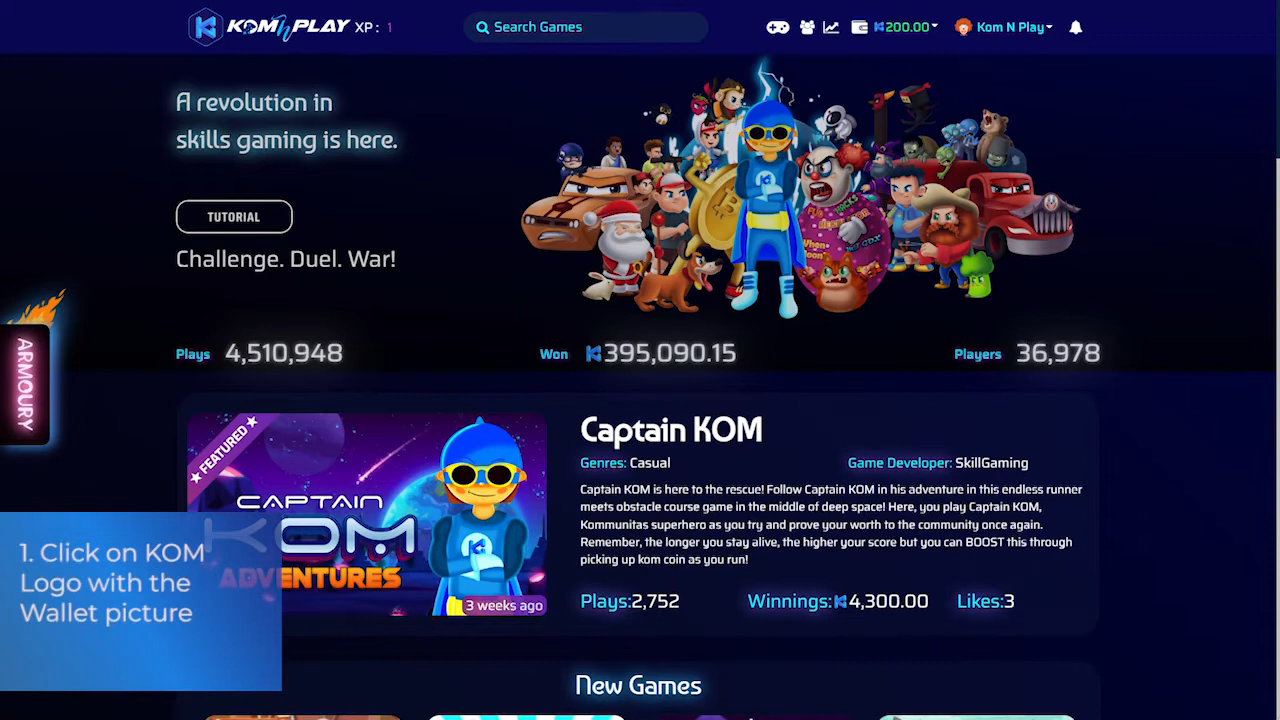 KOM n PLAY XP: 1
Search Games
200.00
Kom N Play
A revolution in
skills gaming is here.
TUTORIAL
Challenge. Duel. War!
ARMOURY
Plays 4,510,948
Won 395,090.15
Players 36,978
FEATURED
CAPTAIN
KOM
ADVENTURES
3 weeks ago
Captain KOM
Genres: Casual
Game Developer: SkillGaming
Captain KOM is here to the rescue! Follow Captain KOM in his adventure in this endless runner
meets obstacle course game in the middle of deep space! Here, you play Captain KOM,
Kommunitas superhero as you try and prove your worth to the community once again.
Remember, the longer you stay alive, the higher your score but you can BOOST this through
picking up kom coin as you run!
Plays:2,752
Winnings:4,300.00
Likes:3
1. Click on KOM
Logo with the
Wallet picture
New Games